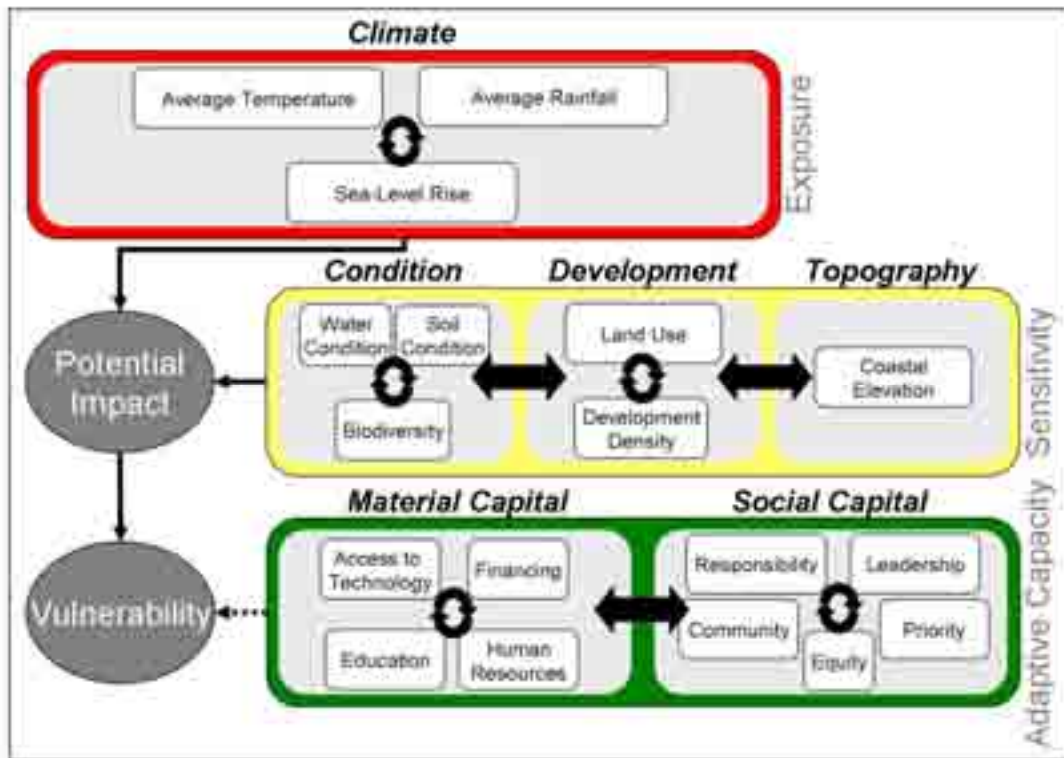 Climate
Average Temperature
Average Rainfall
Sea-Level Rise
Exposure
Condition
Development
Topography
Water
Condition
Soil
Condition
Biodiversity
Land Use
Development
Density
Coastal
Elevation
Sensitivity
Potential
Impact
Material Capital
Social Capital
Access to
Technology
Financing
Education
Human
Resources
Responsibility
Leadership
Community
Equity
Priority
Adaptive Capacity
Vulnerability